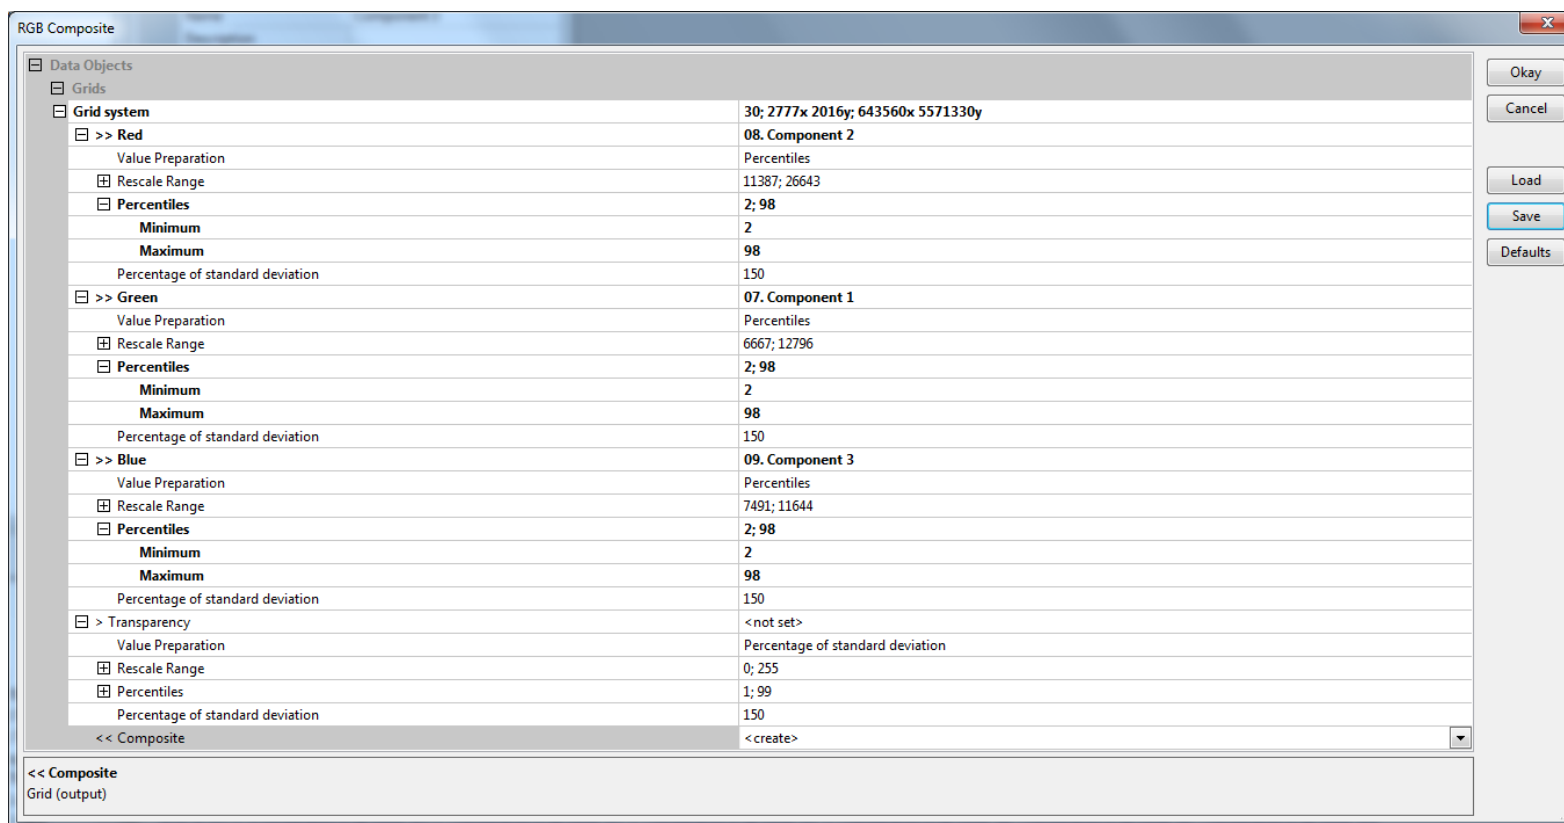 RGB Composite
Data Objects
Grids
Grid system 30; 2777x 2016y; 643560x 5571330y
>> Red 08. Component 2
Value Preparation Percentiles
Rescale Range 11387; 26643
Percentiles 2; 98
Minimum 2
Maximum 98
Percentage of standard deviation 150
>> Green 07. Component 1
Value Preparation Percentiles
Rescale Range 6667; 12796
Percentiles 2; 98
Minimum 2
Maximum 98
Percentage of standard deviation 150
>> Blue 09. Component 3
Value Preparation Percentiles
Rescale Range 7491; 11644
Percentiles 2; 98
Minimum 2
Maximum 98
Percentage of standard deviation 150
> Transparency <not set>
Value Preparation Percentage of standard deviation
Rescale Range 0; 255
Percentiles 1; 99
Percentage of standard deviation 150
<< Composite <create>
<< Composite
Grid (output)
Okay
Cancel
Load
Save
Defaults